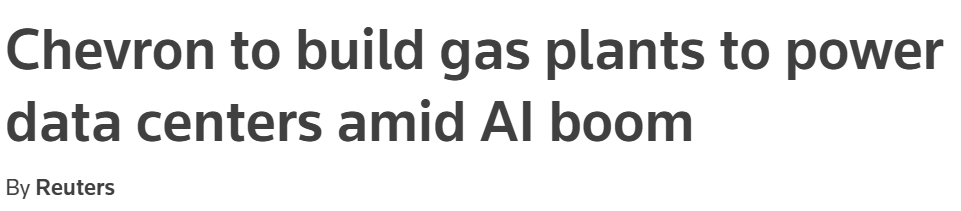 Chevron to build gas plants to power
data centers amid AI boom
By Reuters